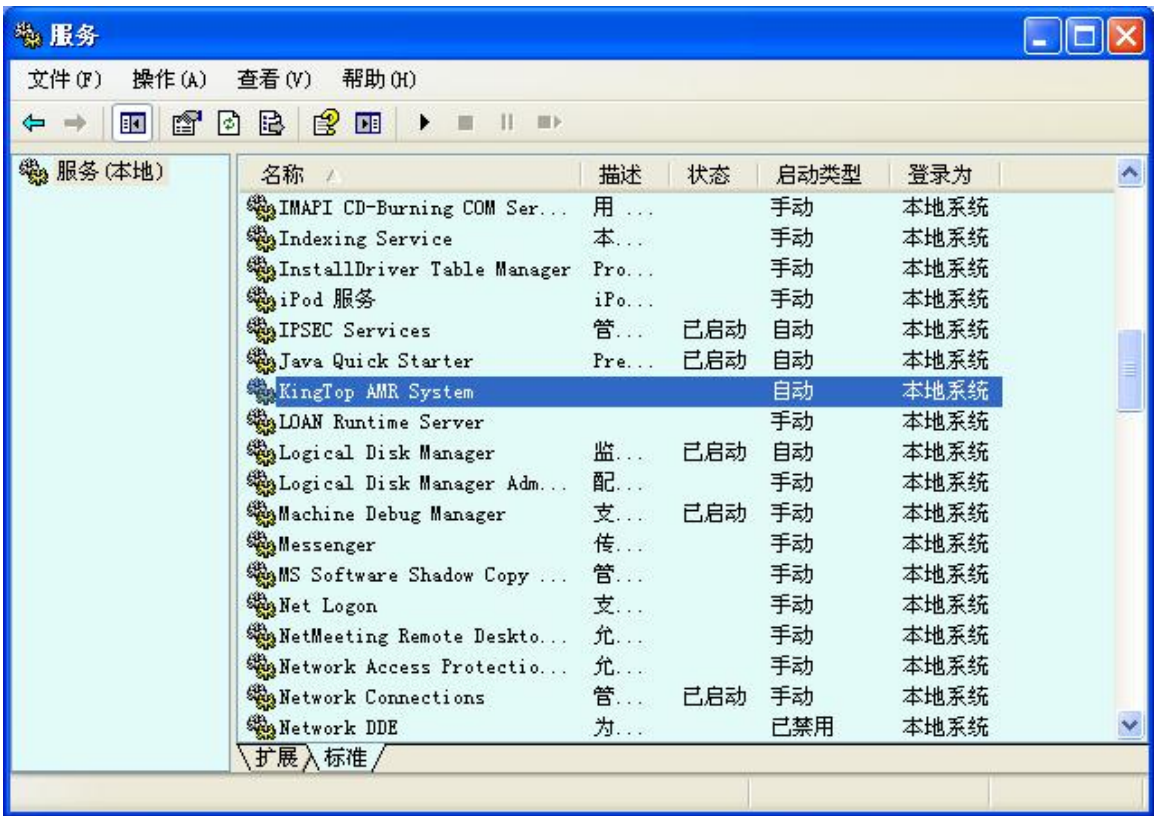 服务
文件(F) 操作(A) 查看(V) 帮助(H)
服务(本地)
名称 描述 状态 启动类型 登录为
IMAPI CD-Burning COM Ser... 用 ... 手动 本地系统
Indexing Service 本... 手动 本地系统
InstallDriver Table Manager Pro... 手动 本地系统
iPod 服务 iPo... 手动 本地系统
IPSEC Services 管... 已启动 自动 本地系统
Java Quick Starter Pre... 已启动 自动 本地系统
KingTop AMR System 自动 本地系统
LOAN Runtime Server 手动 本地系统
Logical Disk Manager 监... 已启动 自动 本地系统
Logical Disk Manager Adm... 配... 手动 本地系统
Machine Debug Manager 支... 已启动 手动 本地系统
Messenger 传... 手动 本地系统
MS Software Shadow Copy ... 管... 手动 本地系统
Net Logon 支... 手动 本地系统
NetMeeting Remote Deskto... 允... 手动 本地系统
Network Access Protectio... 允... 手动 本地系统
Network Connections 管... 已启动 手动 本地系统
Network DDE 为... 已禁用 本地系统
扩展 标准